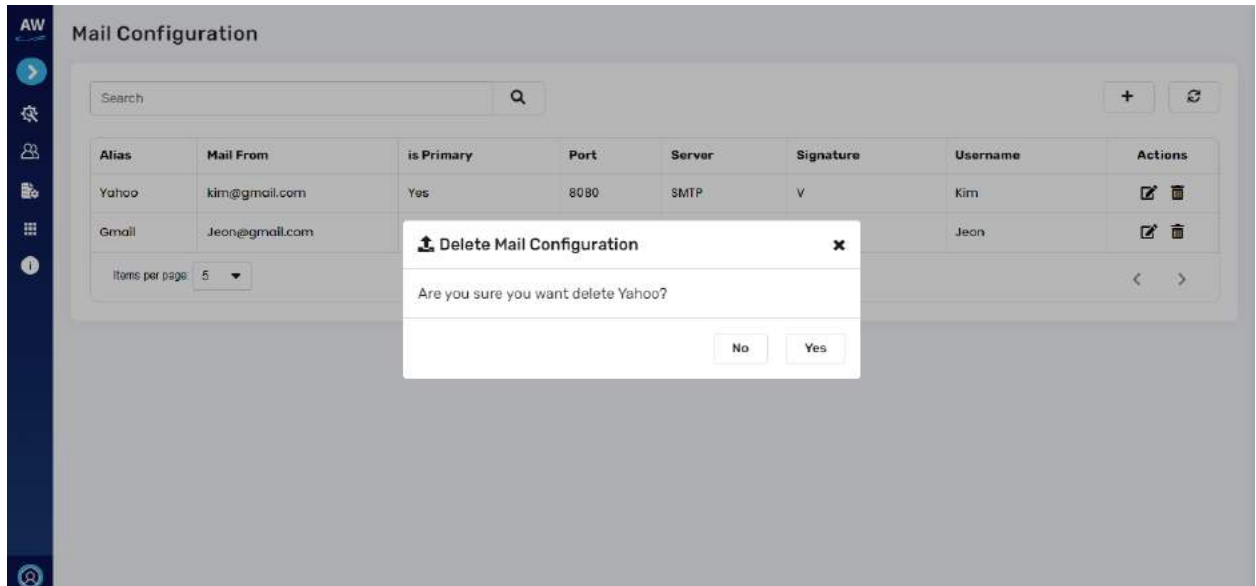 AW
Mail Configuration
Search
Alias Mail From is Primary Port Server Signature Username Actions
Yahoo kim@gmail.com Yes 8080 SMTP V Kim
Gmail Jeon@gmail.com Jeon
Delete Mail Configuration
Items per page: 5
Are you sure you want delete Yahoo?
No Yes